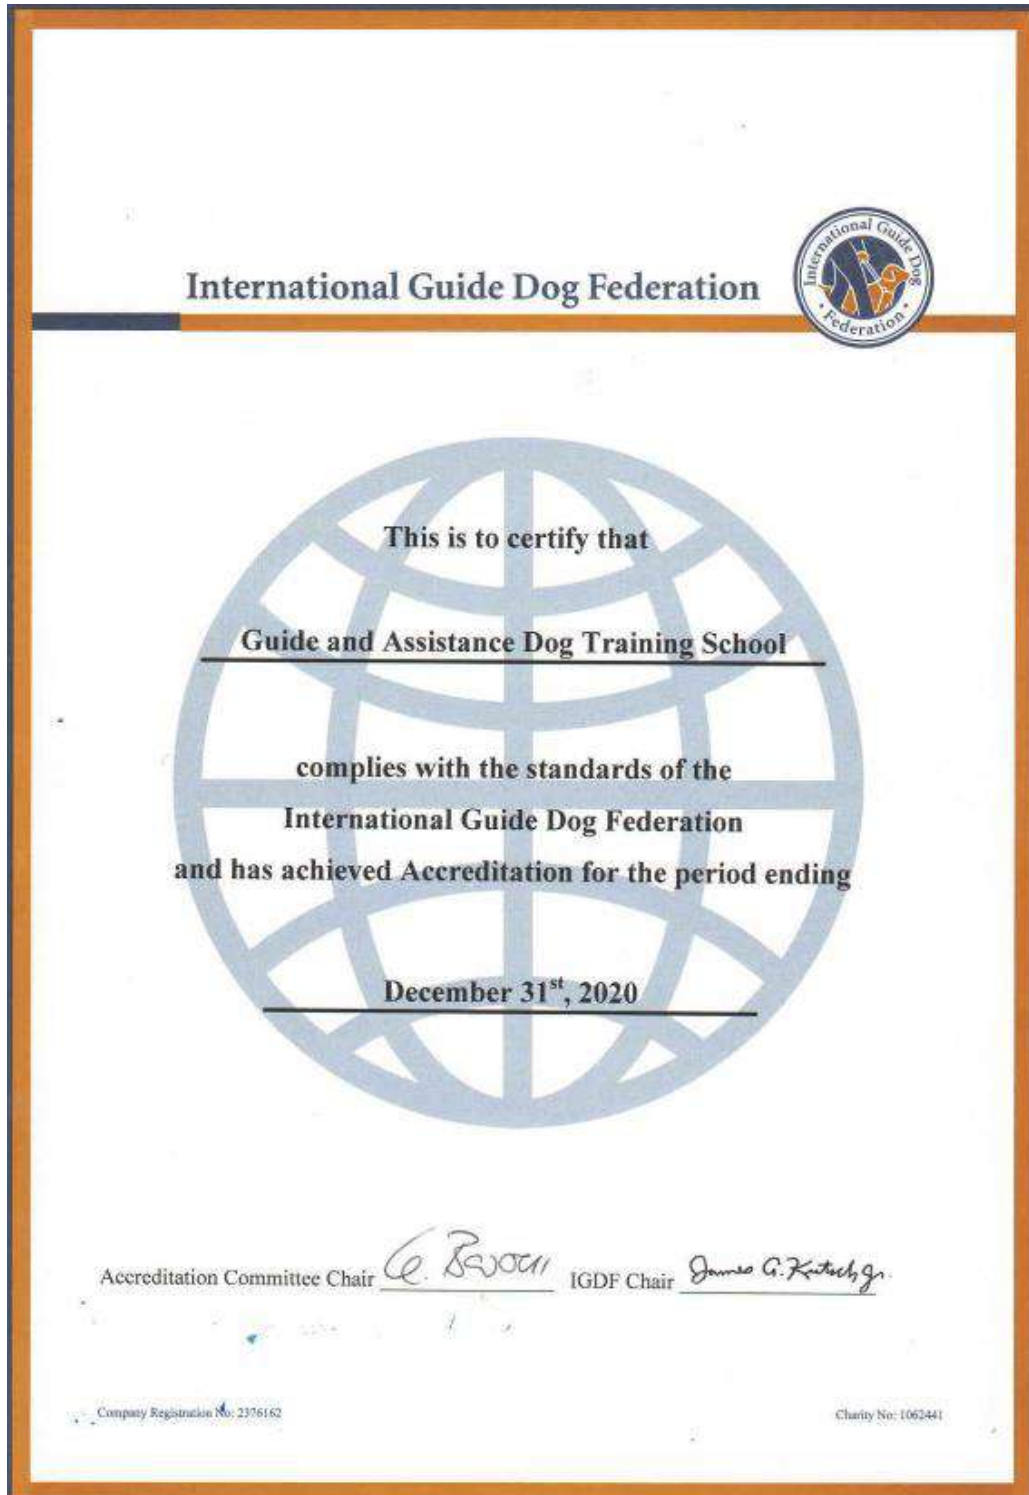 International Guide Dog Federation
International Guide Dog
Federation
This is to certify that
Guide and Assistance Dog Training School
complies with the standards of the
International Guide Dog Federation
and has achieved Accreditation for the period ending
December 31st, 2020
Accreditation Committee Chair IGDF Chair James G. Kutsch Jr.
Company Registration No: 2376162 Charity No: 1062441